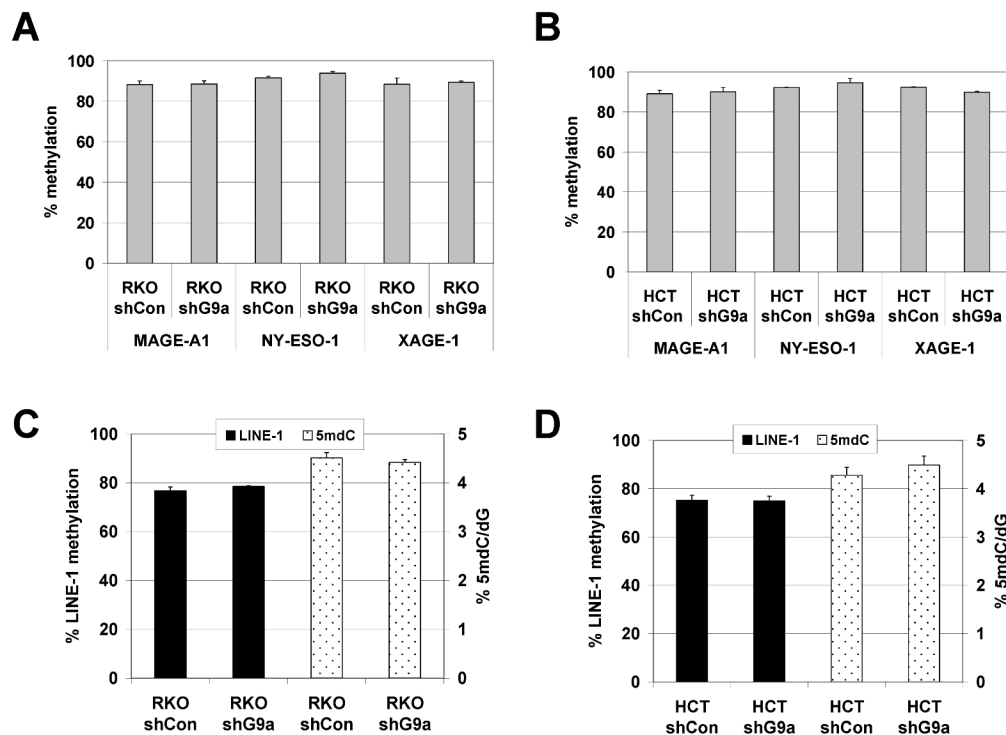 A
% methylation
100
80
60
40
20
0
RKO RKO RKO RKO RKO RKO
shCon shG9a shCon shG9a shCon shG9a
MAGE-A1 NY-ESO-1 XAGE-1
B
% methylation
100
80
60
40
20
0
HCT HCT HCT HCT HCT HCT
shCon shG9a shCon shG9a shCon shG9a
MAGE-A1 NY-ESO-1 XAGE-1
C
LINE-1 5mdC
% LINE-1 methylation
100
80
60
40
20
0
5
4
3
2
1
0
% 5mdC/dG
RKO RKO RKO RKO
shCon shG9a shCon shG9a
D
LINE-1 5mdC
% LINE-1 methylation
100
80
60
40
20
0
5
4
3
2
1
0
% 5mdC/dG
HCT HCT HCT HCT
shCon shG9a shCon shG9a